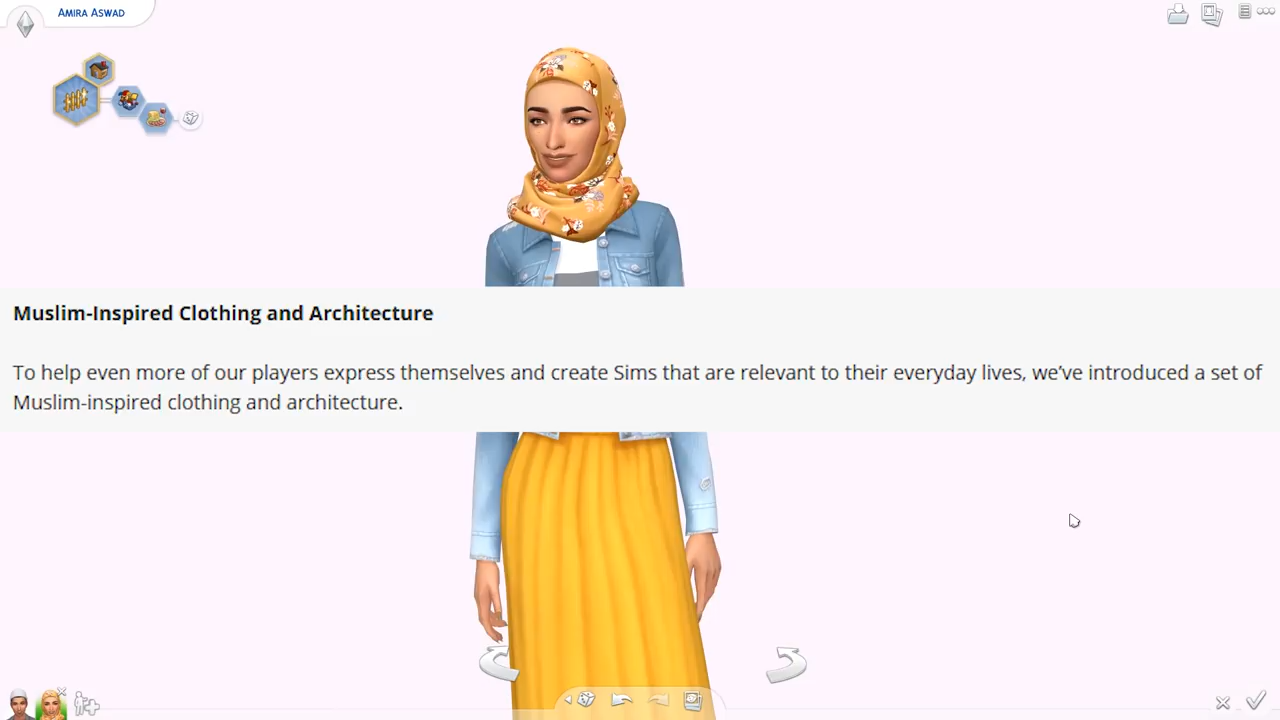 Amira Aswad
Muslim-Inspired Clothing and Architecture
To help even more of our players express themselves and create Sims that are relevant to their everyday lives, we’ve introduced a set of
Muslim-inspired clothing and architecture.